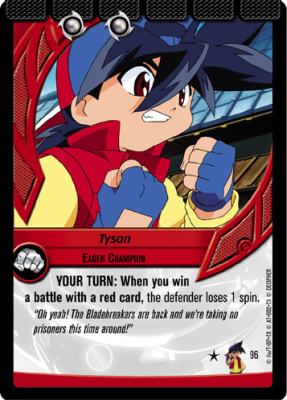 Tyson
EAGER CHAMPION
YOUR TURN: When you win
a battle with a red card, the defender loses 1 spin.
"Oh yeah! The Bladebreakers are back and we're taking no
prisoners this time around!"
96